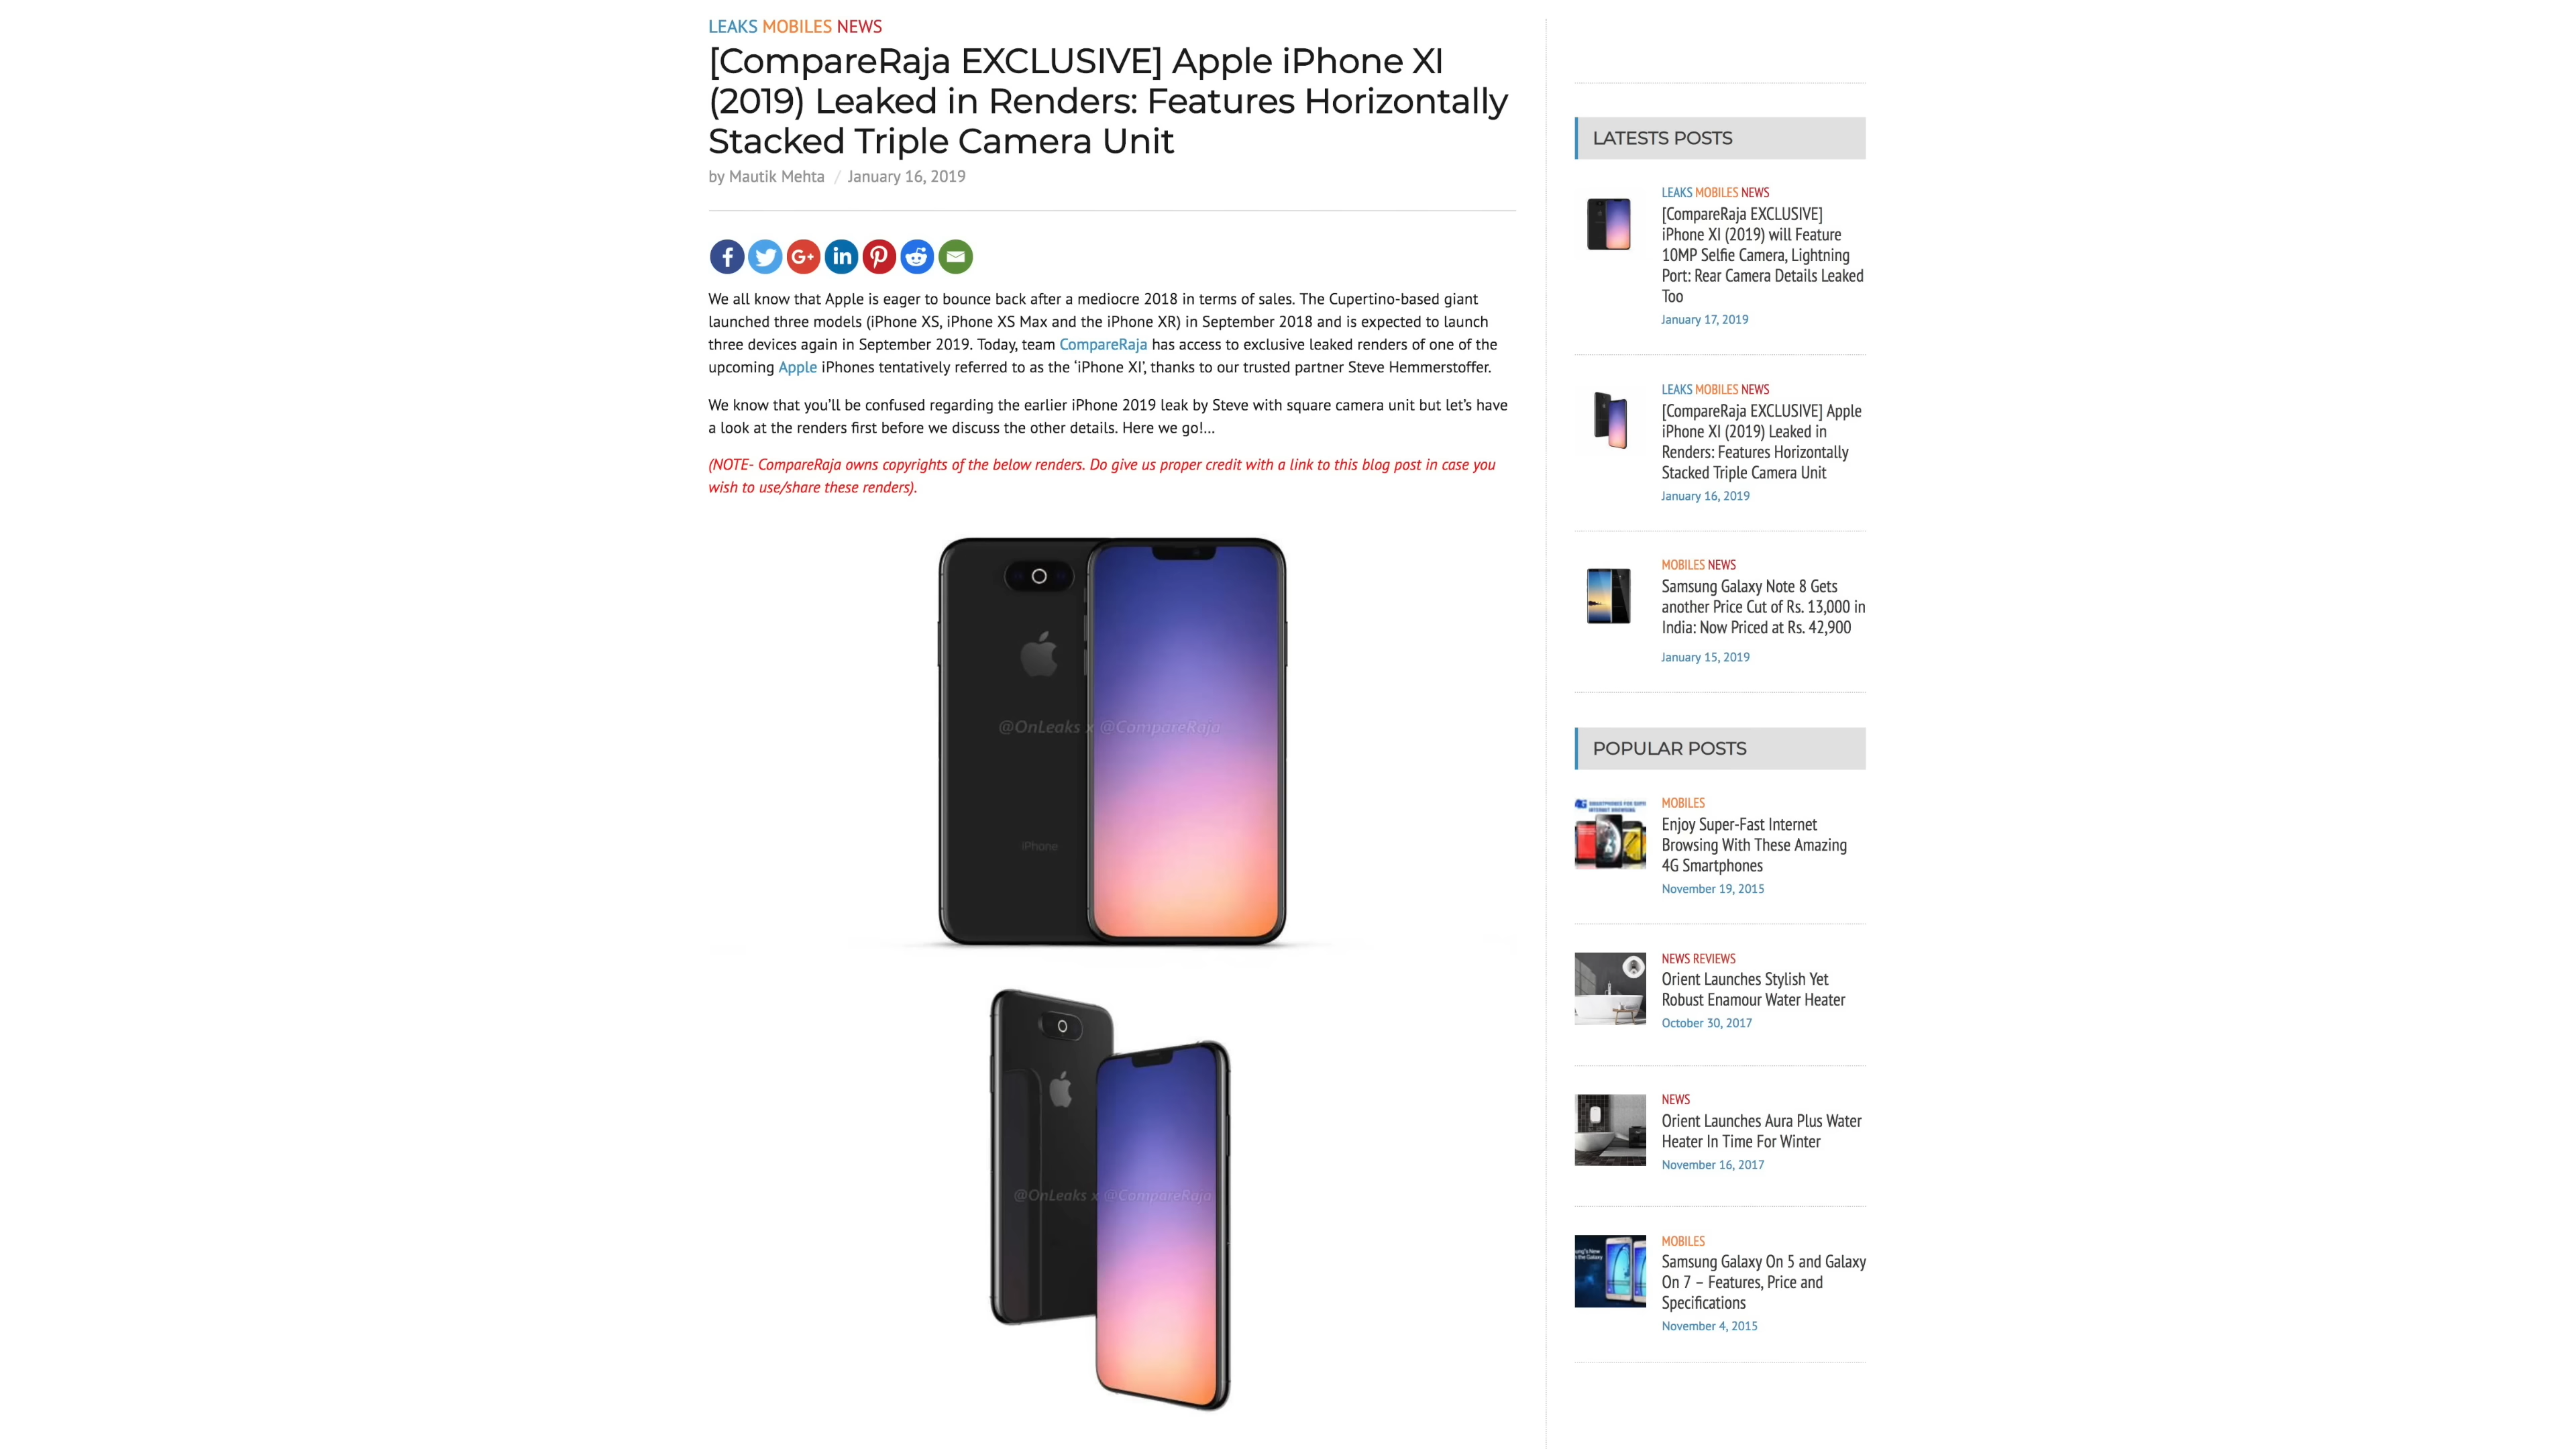 LEAKS MOBILES NEWS
[CompareRaja EXCLUSIVE] Apple iPhone XI
(2019) Leaked in Renders: Features Horizontally
Stacked Triple Camera Unit
by Mautik Mehta / January 16, 2019
We all know that Apple is eager to bounce back after a mediocre 2018 in terms of sales. The Cupertino-based giant
launched three models (iPhone XS, iPhone XS Max and the iPhone XR) in September 2018 and is expected to launch
three devices again in September 2019. Today, team CompareRaja has access to exclusive leaked renders of one of the
upcoming Apple iPhones tentatively referred to as the ‘iPhone XI’, thanks to our trusted partner Steve Hemmerstoffer.
We know that you’ll be confused regarding the earlier iPhone 2019 leak by Steve with square camera unit but let’s have
a look at the renders first before we discuss the other details. Here we go!...
(NOTE- CompareRaja owns copyrights of the below renders. Do give us proper credit with a link to this blog post in case you
wish to use/share these renders).
@OnLeaks x @CompareRaja
iPhone
@OnLeaks x @CompareRaja
LATESTS POSTS
LEAKS MOBILES NEWS
[CompareRaja EXCLUSIVE]
iPhone XI (2019) will Feature
10MP Selfie Camera, Lightning
Port: Rear Camera Details Leaked
Too
January 17, 2019
LEAKS MOBILES NEWS
[CompareRaja EXCLUSIVE] Apple
iPhone XI (2019) Leaked in
Renders: Features Horizontally
Stacked Triple Camera Unit
January 16, 2019
MOBILES NEWS
Samsung Galaxy Note 8 Gets
another Price Cut of Rs. 13,000 in
India: Now Priced at Rs. 42,900
January 15, 2019
POPULAR POSTS
MOBILES
Enjoy Super-Fast Internet
Browsing With These Amazing
4G Smartphones
November 19, 2015
NEWS REVIEWS
Orient Launches Stylish Yet
Robust Enamour Water Heater
October 30, 2017
NEWS
Orient Launches Aura Plus Water
Heater In Time For Winter
November 16, 2017
MOBILES
Samsung Galaxy On 5 and Galaxy
On 7 – Features, Price and
Specifications
November 4, 2015